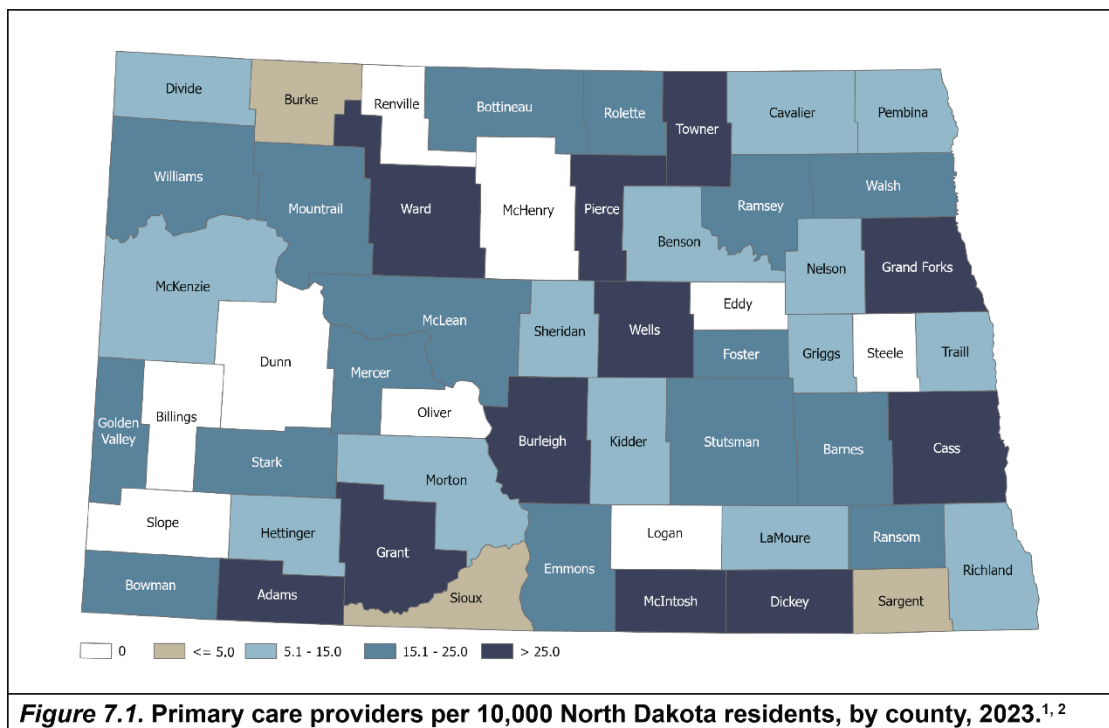 Divide
Burke
Renville
Bottineau
Rolette
Towner
Cavalier
Pembina
Williams
Mountrail
Ward
McHenry
Pierce
Benson
Ramsey
Walsh
Nelson
Grand Forks
McKenzie
Dunn
McLean
Sheridan
Wells
Eddy
Foster
Griggs
Steele
Traill
Golden
Valley
Billings
Mercer
Oliver
Burleigh
Kidder
Stutsman
Barnes
Cass
Stark
Morton
Slope
Hettinger
Grant
Logan
LaMoure
Ransom
Richland
Bowman
Adams
Sioux
Emmons
McIntosh
Dickey
Sargent
0
<= 5.0
5.1 - 15.0
15.1 - 25.0
> 25.0
Figure 7.1. Primary care providers per 10,000 North Dakota residents, by county, 2023.1, 2